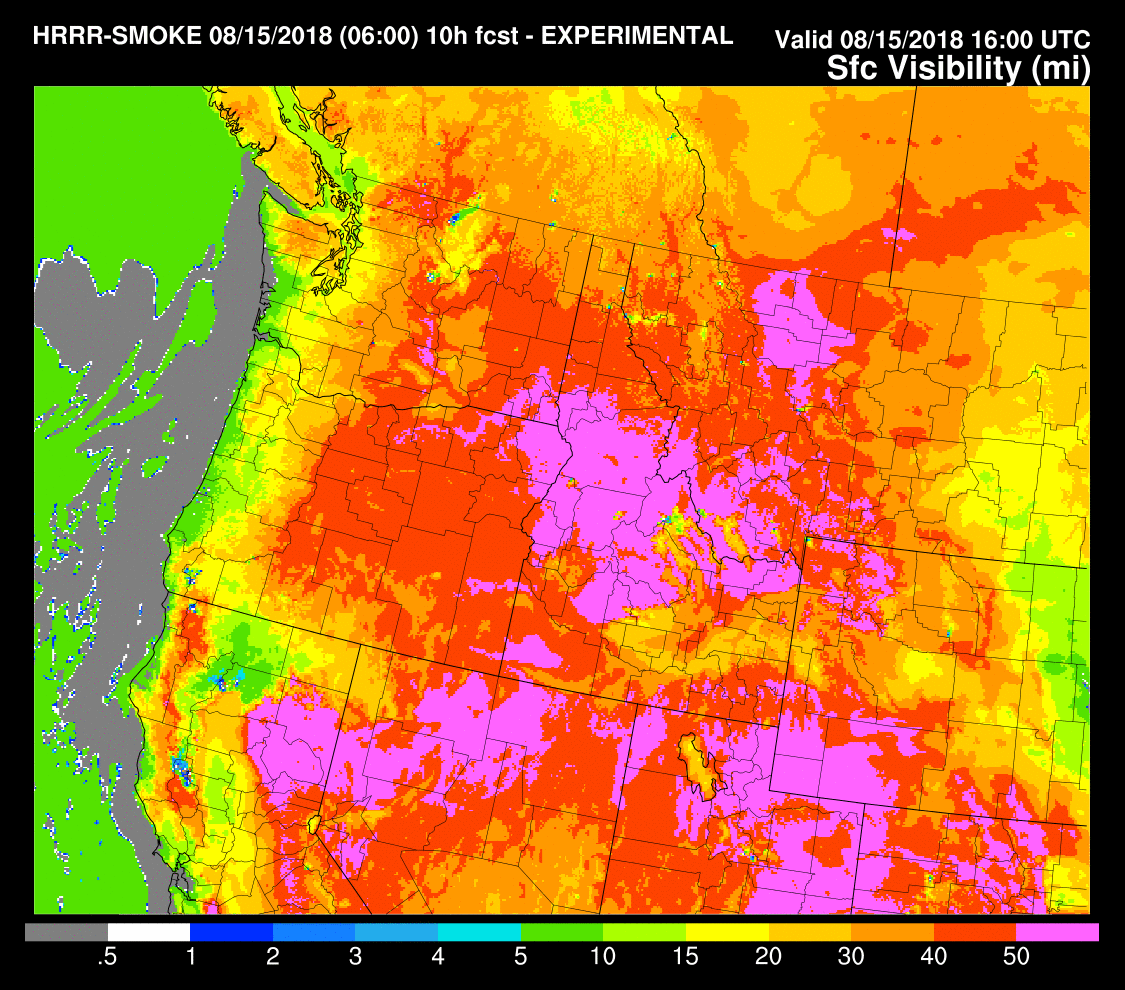 HRRR-SMOKE 08/15/2018 (06:00) 10h fcst - EXPERIMENTAL
Valid 08/15/2018 16:00 UTC
Sfc Visibility (mi)
.5 1 2 3 4 5 10 15 20 30 40 50